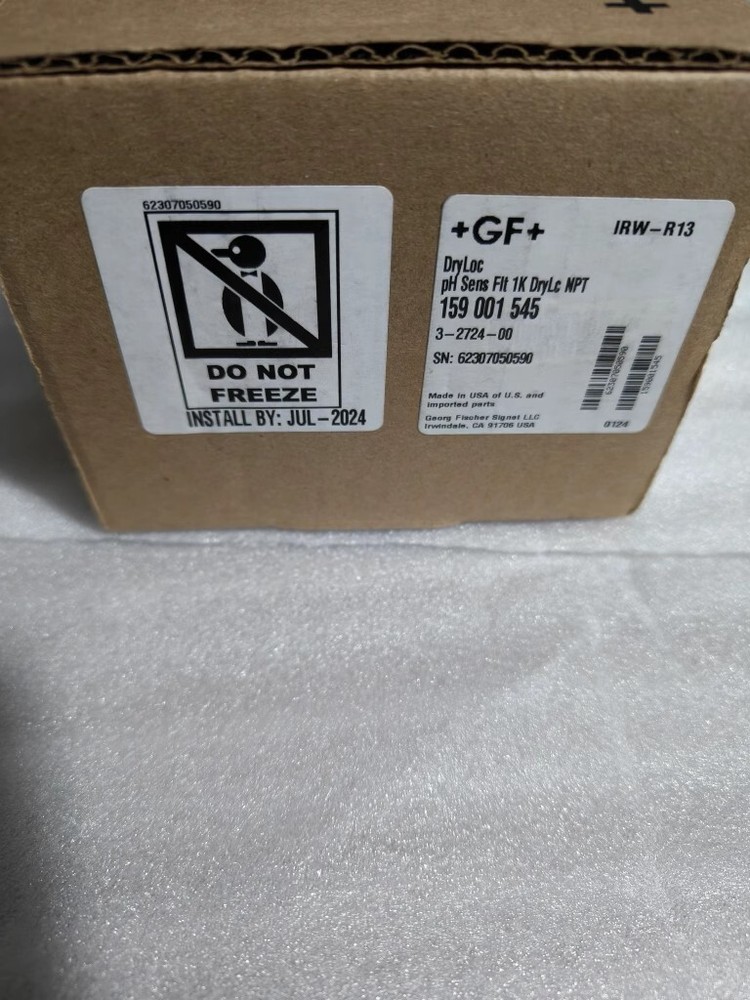 62307050590
DO NOT
FREEZE
INSTALL BY: JUL-2024
+GF+
IRW-R13
DryLoc
pH Sens Flt 1K DryLc NPT
159 001 545
3-2724-00
SN: 62307050590
Made in USA of U.S. and
imported parts
Georg Fischer Signet LLC
Irwindale, CA 91706 USA
62307050590
159001545
0124